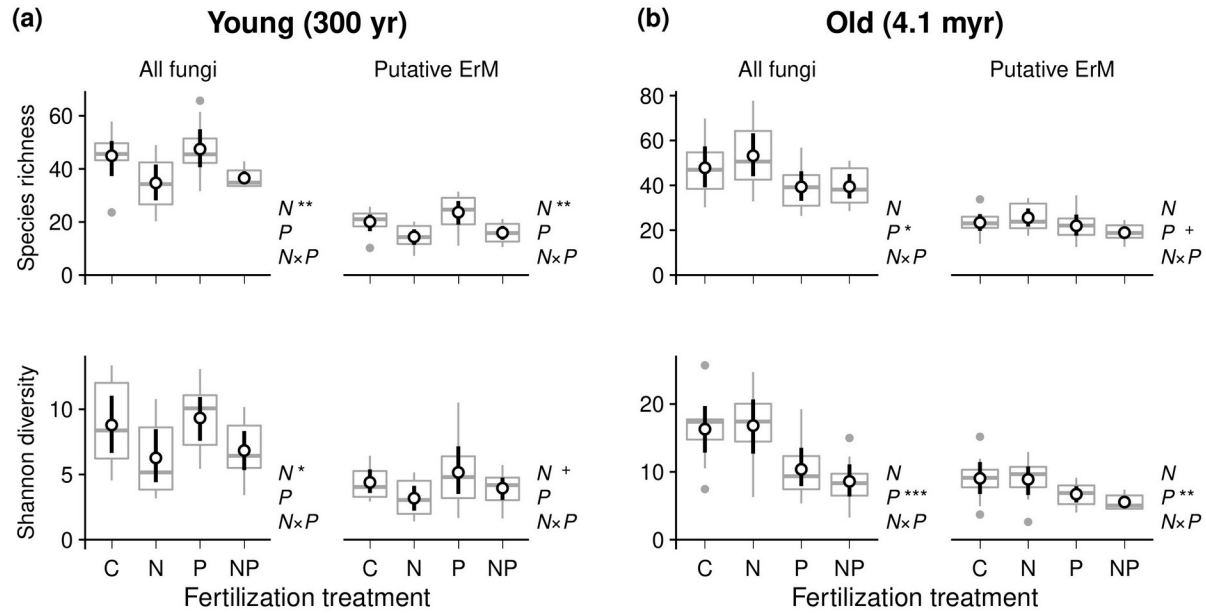 (a) Young (300 yr)
All fungi Putative ErM
Species richness
60
40
20
0
N **
P
N×P
N **
P
N×P
Shannon diversity
10
5
0
N *
P
N×P
N +
P
N×P
C N P NP C N P NP
Fertilization treatment
(b) Old (4.1 myr)
All fungi Putative ErM
80
60
40
20
0
N
P *
N×P
N
P +
N×P
20
10
0
N
P ***
N×P
N
P **
N×P
C N P NP C N P NP
Fertilization treatment